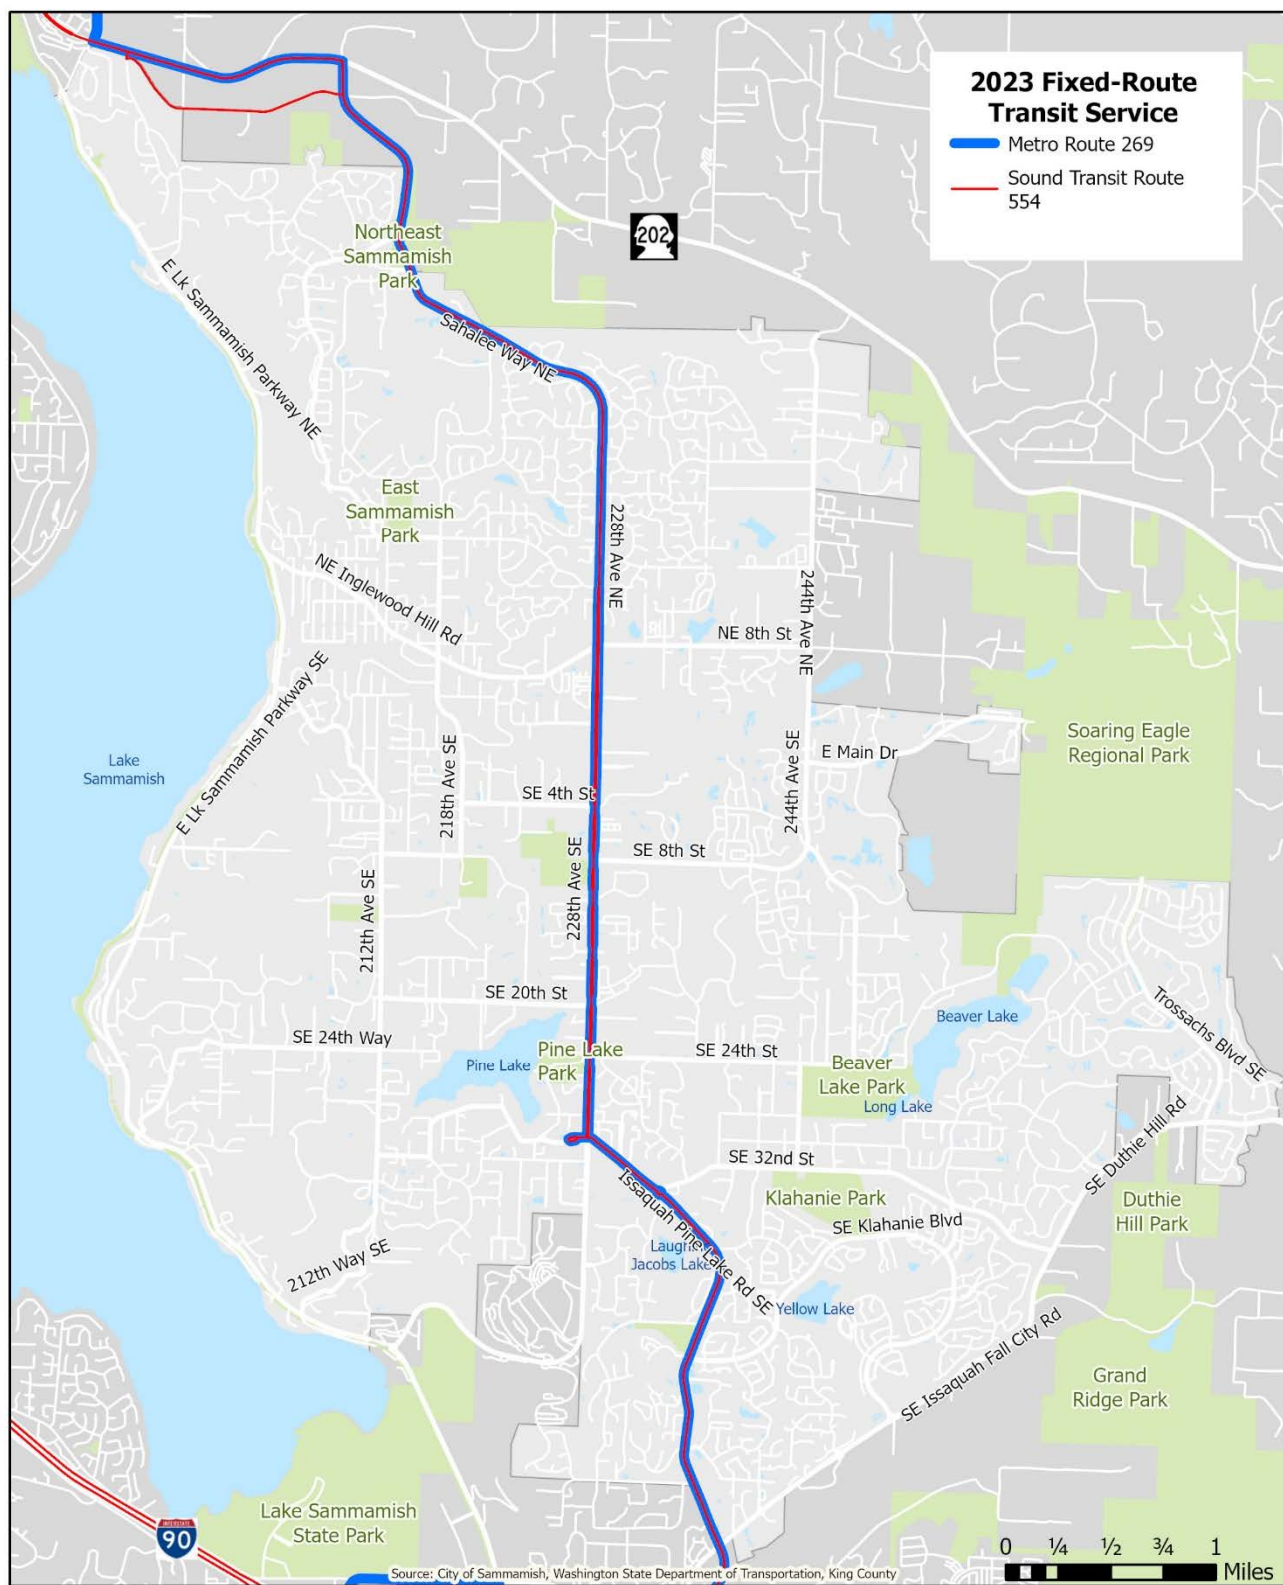 2023 Fixed-Route
Transit Service
Metro Route 269
Sound Transit Route
554
202
Northeast
Sammamish
Park
E Lk Sammamish Parkway NE
Sahalee Way NE
East
Sammamish
Park
228th Ave NE
244th Ave NE
NE Inglewood Hill Rd
NE 8th St
E Lk Sammamish Parkway SE
Soaring Eagle
Regional Park
Lake
Sammamish
218th Ave SE
244th Ave SE
E Main Dr
SE 4th St
228th Ave SE
SE 8th St
212th Ave SE
SE 20th St
Beaver Lake
Trossachs Blvd SE
SE 24th Way
Pine Lake
Pine Lake
Park
SE 24th St
Beaver
Lake Park
Long Lake
SE Duthie Hill Rd
SE 32nd St
Issaquah Pine Lake Rd SE
Klahanie Park
Duthie
Hill Park
SE Klahanie Blvd
212th Way SE
Jacobs Lake
Yellow Lake
SE Issaquah Fall City Rd
Grand
Ridge Park
Lake Sammamish
State Park
INTERSTATE
90
0 ¼ ½ ¾ 1
Miles
Source: City of Sammamish, Washington State Department of Transportation, King County